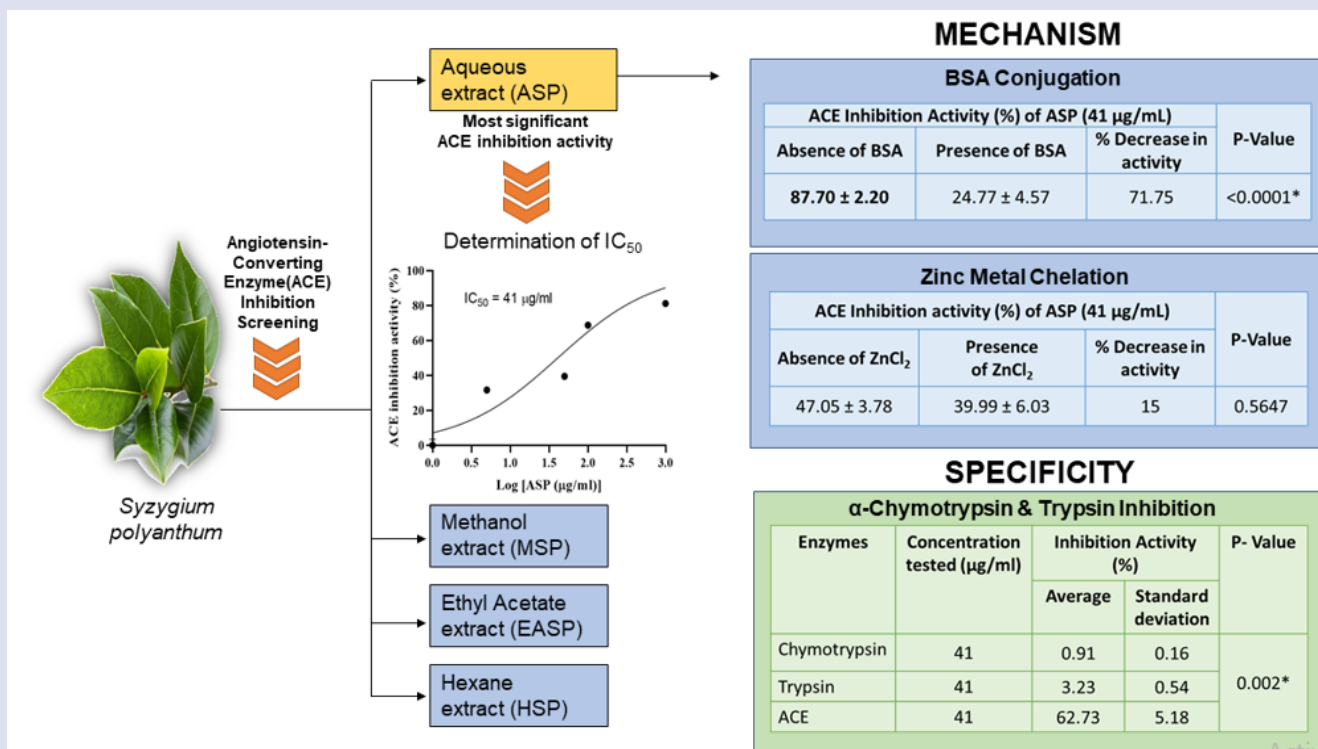 Aqueous
extract (ASP)
Most significant
ACE inhibition activity
Angiotensin-
Converting
Enzyme(ACE)
Inhibition
Screening
Syzygium
polyanthum
Determination of IC50
ACE inhibition activity (%)
100
80
60
40
20
0
IC50 = 41 μg/ml
0.0 0.5 1.0 1.5 2.0 2.5 3.0
Log [ASP (μg/ml)]
Methanol
extract (MSP)
Ethyl Acetate
extract (EASP)
Hexane
extract (HSP)
MECHANISM
BSA Conjugation
ACE Inhibition Activity (%) of ASP (41 µg/mL)
P-Value
Absence of BSA Presence of BSA % Decrease in
activity
87.70 ± 2.20 24.77 ± 4.57 71.75 <0.0001*
Zinc Metal Chelation
ACE Inhibition activity (%) of ASP (41 µg/mL)
P-Value
Absence of ZnCl2 Presence
of ZnCl2 % Decrease in
activity
47.05 ± 3.78 39.99 ± 6.03 15 0.5647
SPECIFICITY
α-Chymotrypsin & Trypsin Inhibition
Enzymes Concentration
tested (µg/ml) Inhibition Activity
(%) P- Value
Average Standard
deviation
Chymotrypsin 41 0.91 0.16
Trypsin 41 3.23 0.54 0.002*
ACE 41 62.73 5.18